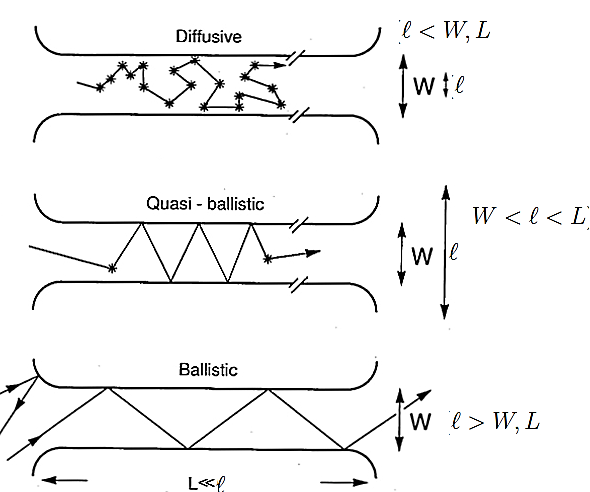 Diffusive
ℓ < W, L
W ℓ
Quasi - ballistic
W < ℓ < L)
W ℓ
Ballistic
W ℓ > W, L
L≪ℓ